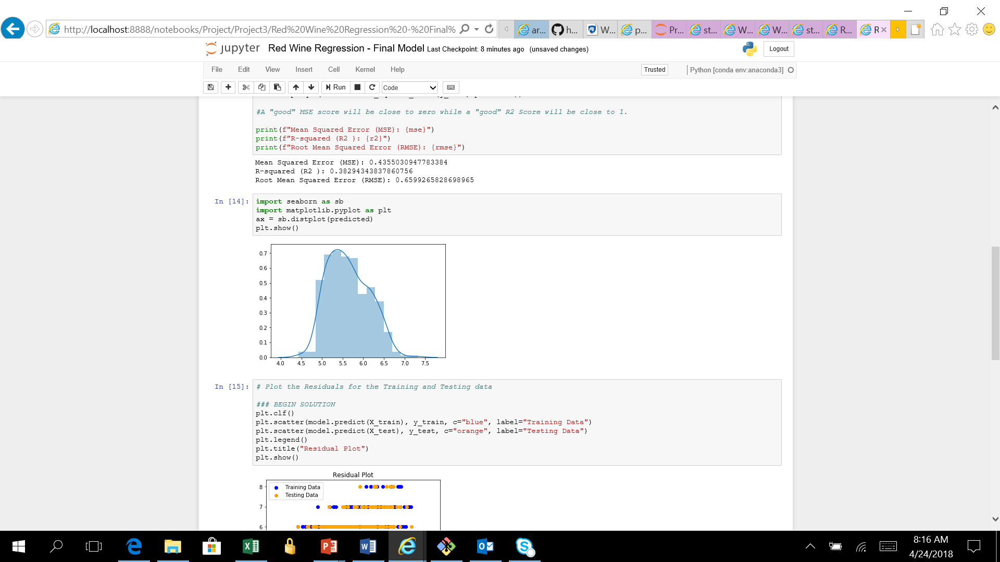 http://localhost:8888/notebooks/Project/Project3/Red%20Wine%20Regression%20-%20Final%
ar...
h...
W...
p...
Pr...
st...
W...
W...
st...
R...
R
jupyter Red Wine Regression - Final Model Last Checkpoint: 8 minutes ago (unsaved changes)
Logout
File Edit View Insert Cell Kernel Help
Trusted
Python [conda env:anaconda3]
Run
Code
#A "good" MSE score will be close to zero while a "good" R2 Score will be close to 1.
print(f"Mean Squared Error (MSE): {mse}")
print(f"R-squared (R2 ): {r2}")
print(f"Root Mean Squared Error (RMSE): {rmse}")
Mean Squared Error (MSE): 0.4355030947783384
R-squared (R2 ): 0.38294343837860756
Root Mean Squared Error (RMSE): 0.6599265828698965
In [14]:
import seaborn as sb
import matplotlib.pyplot as plt
ax = sb.distplot(predicted)
plt.show()
0.7
0.6
0.5
0.4
0.3
0.2
0.1
0.0
4.0 4.5 5.0 5.5 6.0 6.5 7.0 7.5
In [15]:
# Plot the Residuals for the Training and Testing data
### BEGIN SOLUTION
plt.clf()
plt.scatter(model.predict(X_train), y_train, c="blue", label="Training Data")
plt.scatter(model.predict(X_test), y_test, c="orange", label="Testing Data")
plt.legend()
plt.title("Residual Plot")
plt.show()
Residual Plot
Training Data
Testing Data
8
7
6
8:16 AM
4/24/2018